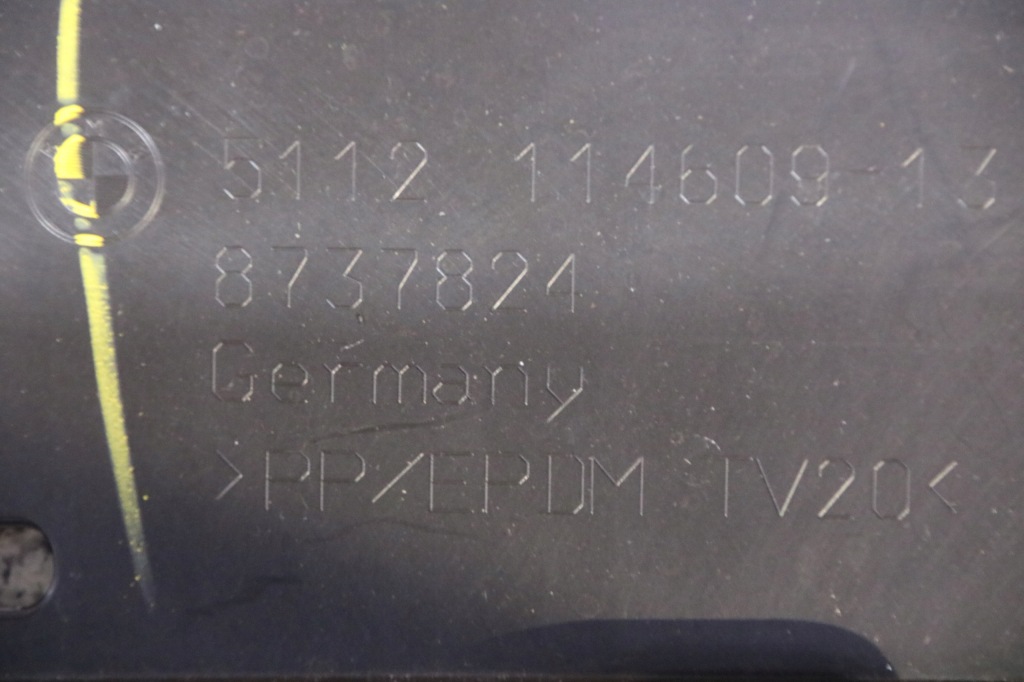 5112 114609-13
8737824
Germany
>PP/EPDM TV20<